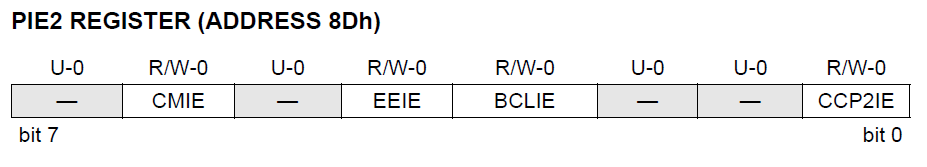 PIE2 REGISTER (ADDRESS 8Dh)
U-0 R/W-0 U-0 R/W-0 R/W-0 U-0 U-0 R/W-0
— CMIE — EEIE BCLIE — — CCP2IE
bit 7 bit 0